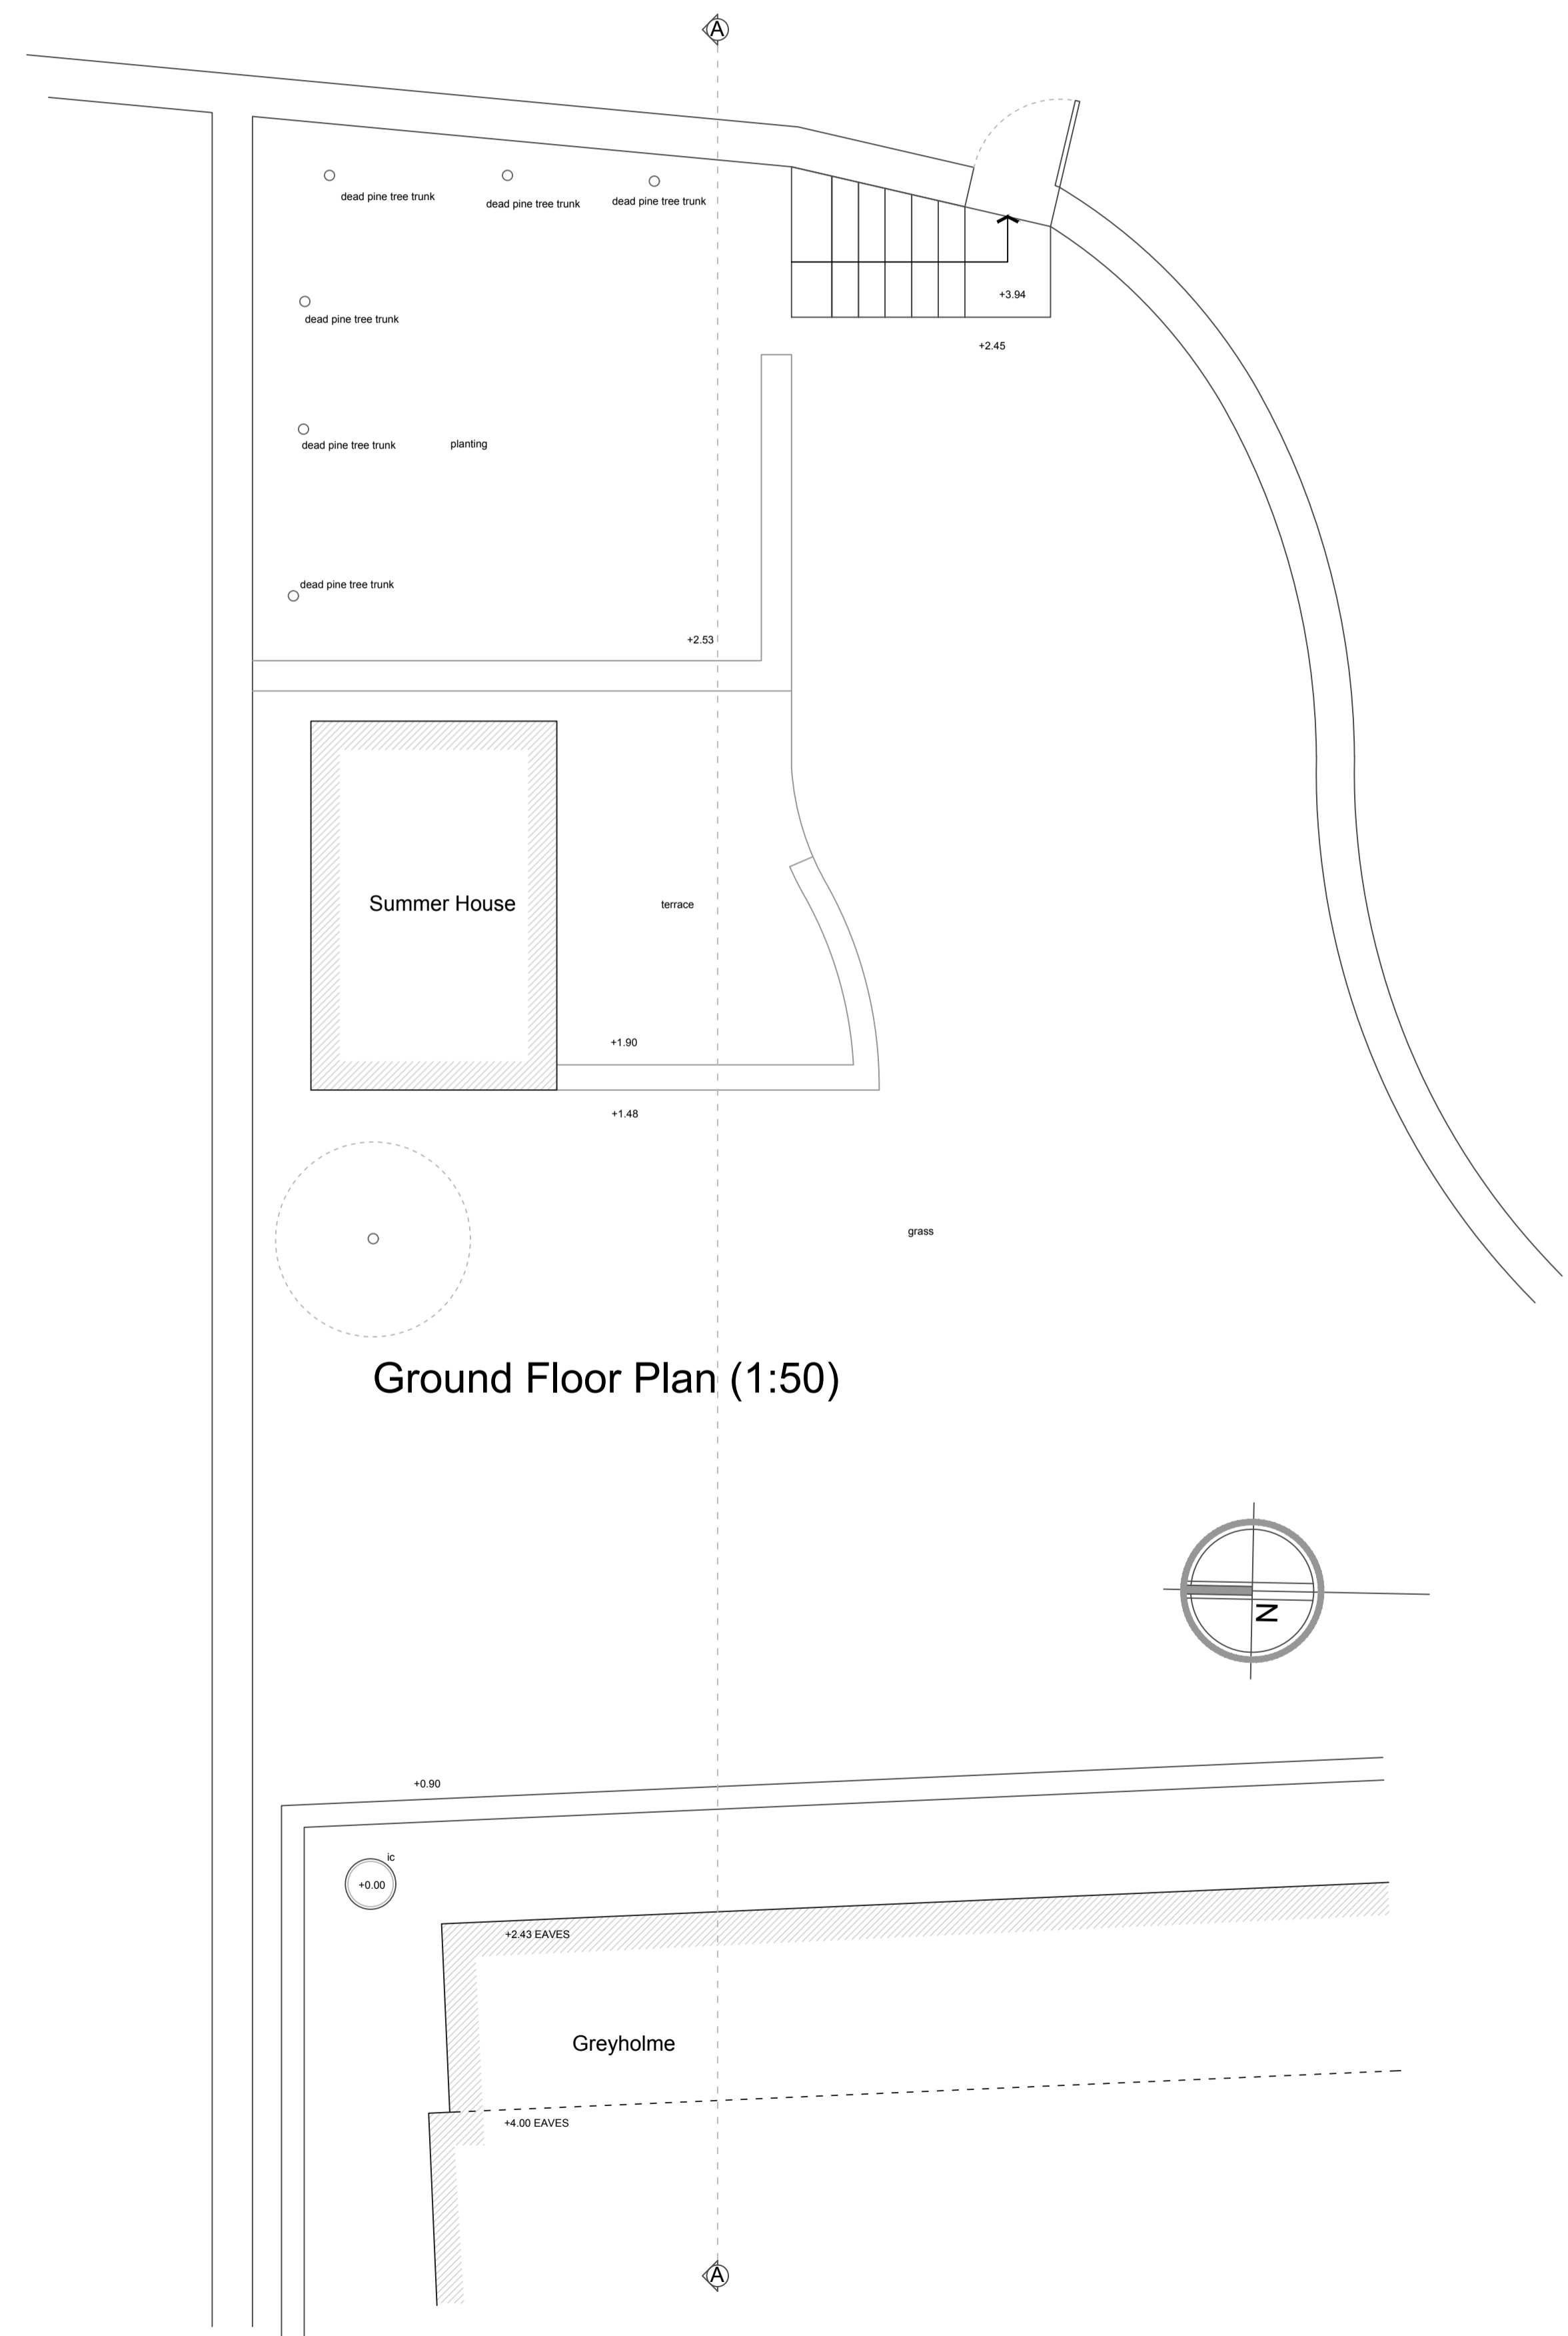 A
dead pine tree trunk
dead pine tree trunk
dead pine tree trunk
+3.94
dead pine tree trunk
+2.45
dead pine tree trunk
planting
dead pine tree trunk
+2.53
Summer House
terrace
+1.90
+1.48
grass
Ground Floor Plan (1:50)
N
+0.90
ic
+0.00
+2.43 EAVES
Greyholme
+4.00 EAVES
A